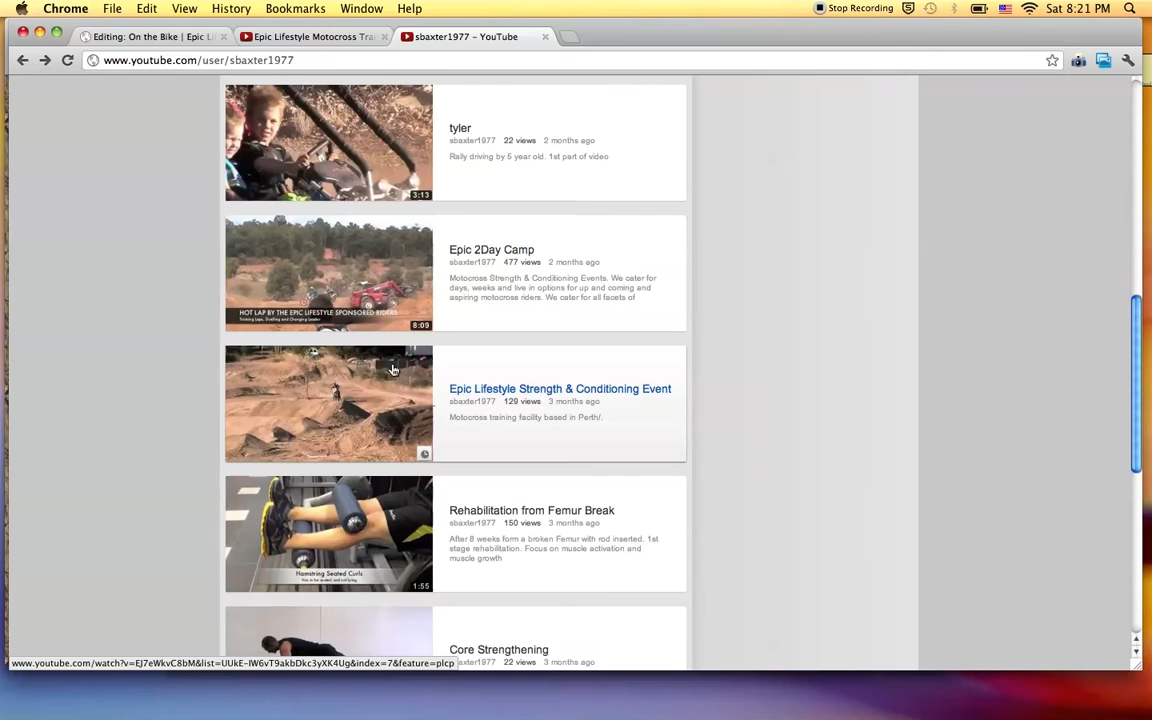 Chrome File Edit View History Bookmarks Window Help Stop Recording Sat 8:21 PM
Editing: On the Bike | Epic Li
Epic Lifestyle Motocross Trai
sbaxter1977 – YouTube
www.youtube.com/user/sbaxter1977
tyler
sbaxter1977 22 views 2 months ago
Rally driving by 5 year old. 1st part of video
3:13
Epic 2Day Camp
sbaxter1977 477 views 2 months ago
Motocross Strength & Conditioning Events. We cater for
days, weeks and live in options for up and coming and
aspiring motocross riders. We cater for all facets of
HOT LAP BY THE EPIC LIFESTYLE SPONSORED RIDERS
Training Laps, Duelling and Changing Leader
8:09
Epic Lifestyle Strength & Conditioning Event
sbaxter1977 129 views 3 months ago
Motocross training facility based in Perth/.
Rehabilitation from Femur Break
sbaxter1977 150 views 3 months ago
After 8 weeks form a broken Femur with rod inserted. 1st
stage rehabilitation. Focus on muscle activation and
muscle growth
Hamstring Seated Curls
1:55
Core Strengthening
sbaxter1977 22 views 3 months ago
www.youtube.com/watch?v=EJ7eWkvC8bM&list=UUkE-IW6vT9akbDkc3yXK4Ug&index=7&feature=plcp